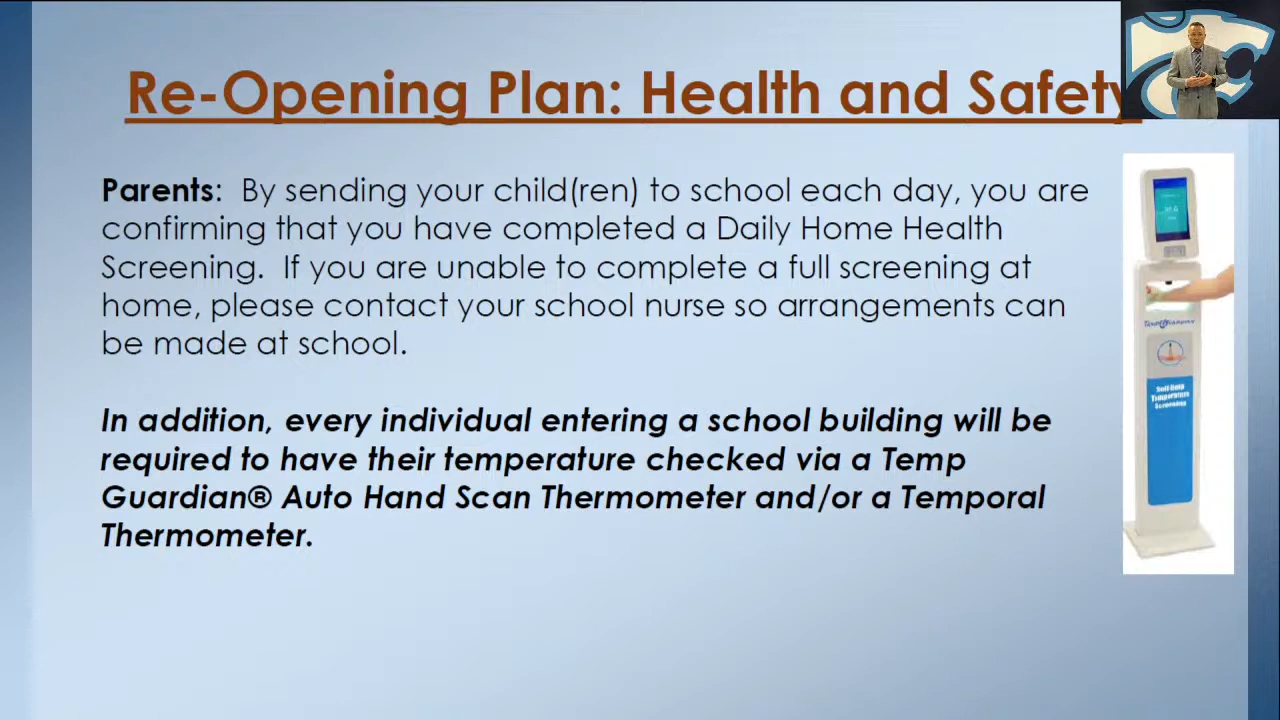 Re-Opening Plan: Health and Safety
Parents: By sending your child(ren) to school each day, you are
confirming that you have completed a Daily Home Health
Screening. If you are unable to complete a full screening at
home, please contact your school nurse so arrangements can
be made at school.
In addition, every individual entering a school building will be
required to have their temperature checked via a Temp
Guardian® Auto Hand Scan Thermometer and/or a Temporal
Thermometer.
Temperature
Screening